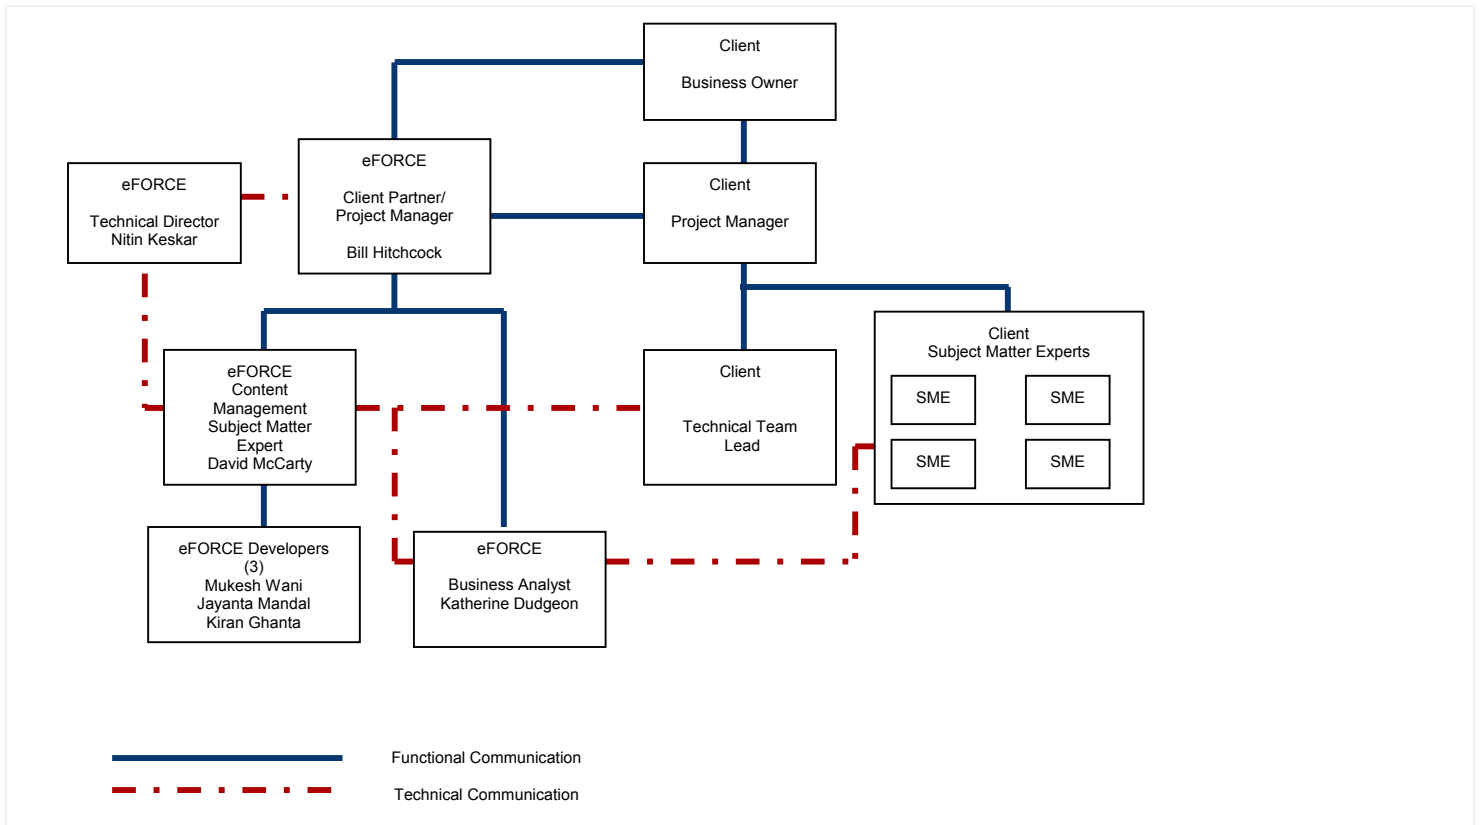 Client
Business Owner
eFORCE
Client Partner/
Project Manager
Bill Hitchcock
eFORCE
Technical Director
Nitin Keskar
Client
Project Manager
eFORCE
Content
Management
Subject Matter
Expert
David McCarty
Client
Technical Team
Lead
Client
Subject Matter Experts
SME
SME
SME
SME
eFORCE Developers
(3)
Mukesh Wani
Jayanta Mandal
Kiran Ghanta
eFORCE
Business Analyst
Katherine Dudgeon
Functional Communication
Technical Communication